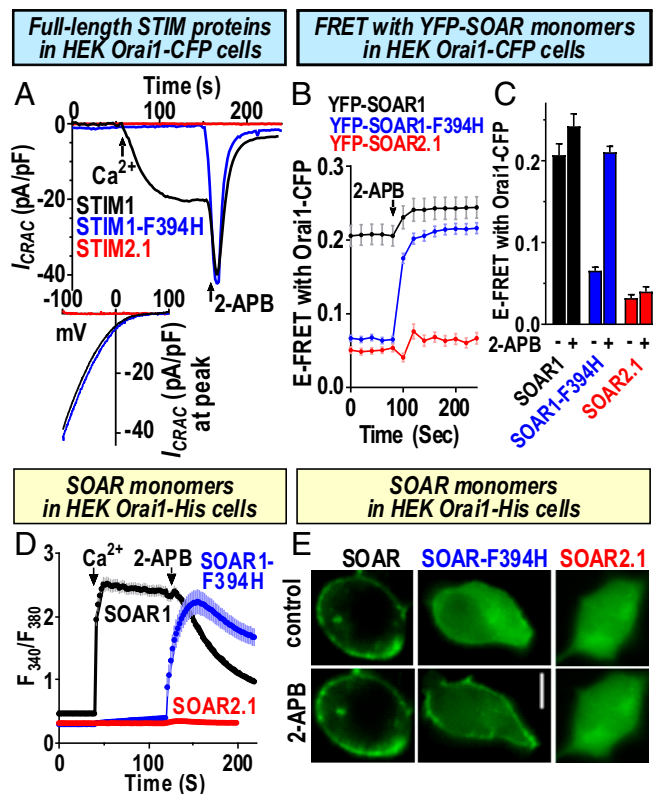 Full-length STIM proteins
in HEK Orai1-CFP cells
FRET with YFP-SOAR monomers
in HEK Orai1-CFP cells
A
Time (s)
0 100 200
0
-20
-40
I_CRAC (pA/pF)
Ca²⁺
STIM1
STIM1-F394H
STIM2.1
2-APB
-100 0 100
mV
-20
-40
I_CRAC (pA/pF)
at peak
B
YFP-SOAR1
YFP-SOAR1-F394H
YFP-SOAR2.1
2-APB
E-FRET with Orai1-CFP
0.3
0.2
0.1
0.0
0 100 200
Time (Sec)
C
E-FRET with Orai1-CFP
0.2
0.1
0
2-APB - + - + - +
SOAR1
SOAR1-F394H
SOAR2.1
SOAR monomers
in HEK Orai1-His cells
SOAR monomers
in HEK Orai1-His cells
D
Ca²⁺ 2-APB
SOAR1-
F394H
SOAR1
SOAR2.1
F₃₄₀/F₃₈₀
3
2
1
0
0 100 200
Time (S)
E
SOAR SOAR-F394H SOAR2.1
control
2-APB